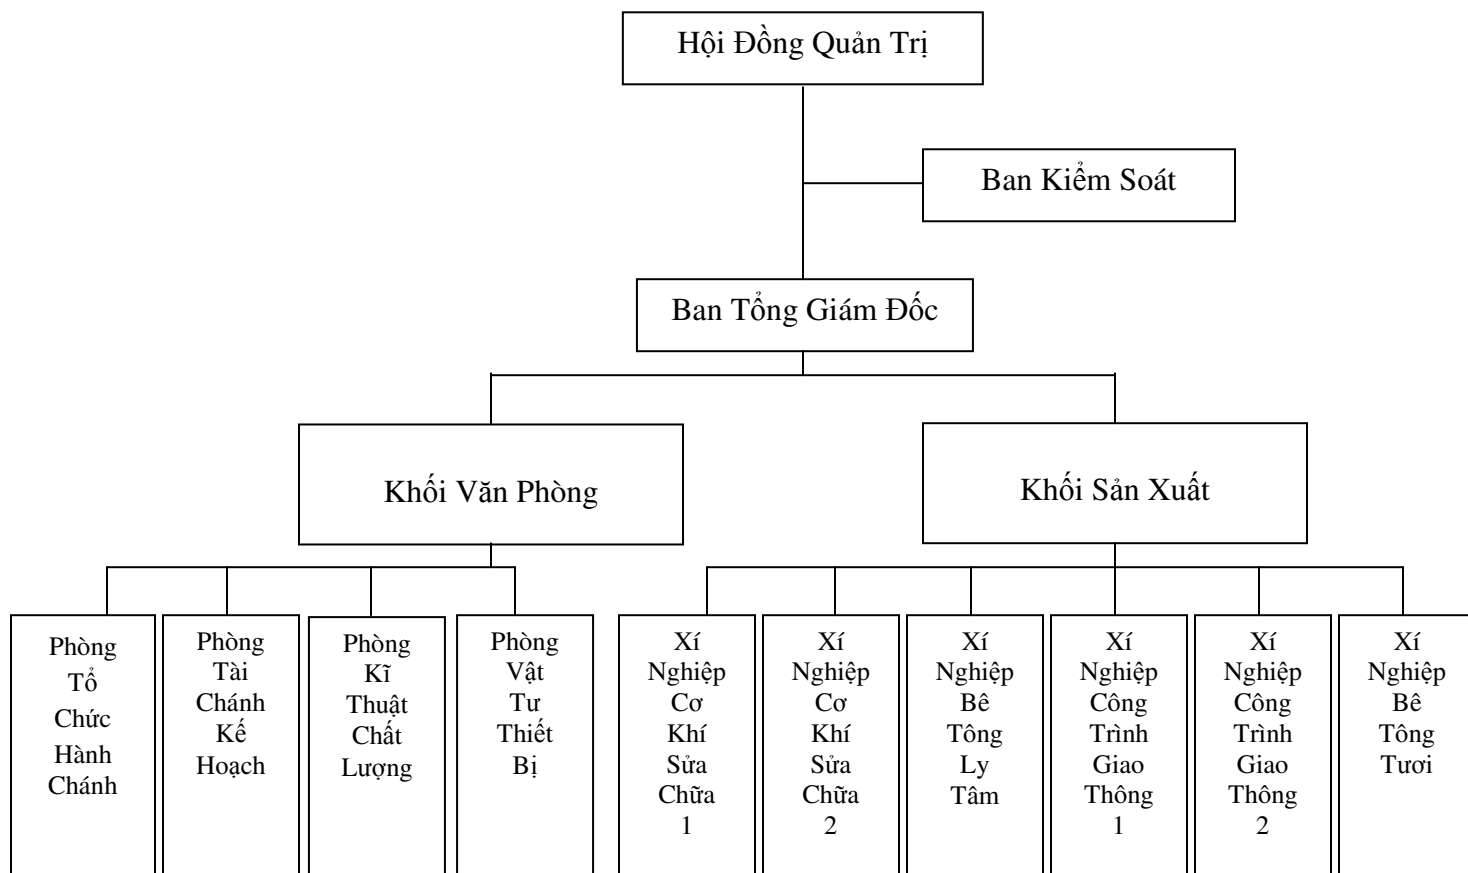 Hội Đồng Quản Trị
Ban Kiểm Soát
Ban Tổng Giám Đốc
Khối Văn Phòng
Khối Sản Xuất
Phòng
Tổ
Chức
Hành
Chánh
Phòng
Tài
Chánh
Kế
Hoạch
Phòng
Kĩ
Thuật
Chất
Lượng
Phòng
Vật
Tư
Thiết
Bị
Xí
Nghiệp
Cơ
Khí
Sửa
Chữa
1
Xí
Nghiệp
Cơ
Khí
Sửa
Chữa
2
Xí
Nghiệp
Bê
Tông
Ly
Tâm
Xí
Nghiệp
Công
Trình
Giao
Thông
1
Xí
Nghiệp
Công
Trình
Giao
Thông
2
Xí
Nghiệp
Bê
Tông
Tươi